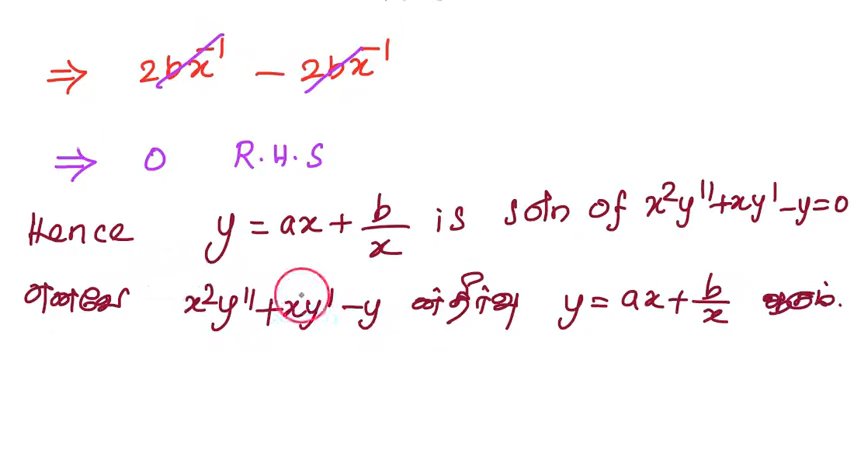 ⇒ 2bx⁻¹ − 2bx⁻¹
⇒ 0 R.H.S
Hence y = ax + b/x is soln of x²y'' + xy' − y = 0
எனவே x²y'' + xy' − y y = ax + b/x ஆகும்.